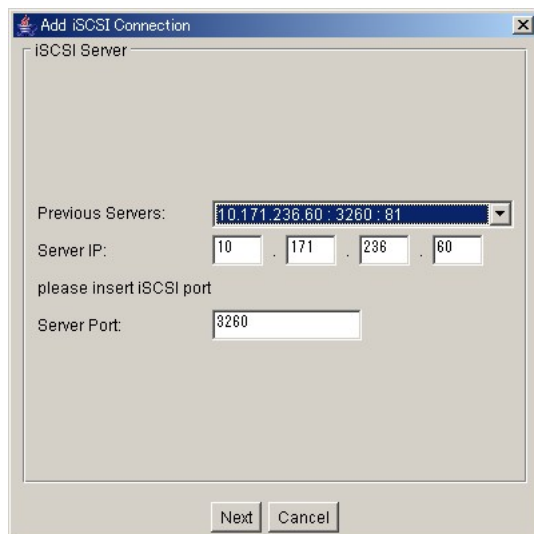 Add iSCSI Connection
iSCSI Server
Previous Servers: 10.171.236.60 : 3260 : 81
Server IP: 10 . 171 . 236 . 60
please insert iSCSI port
Server Port: 3260
Next Cancel